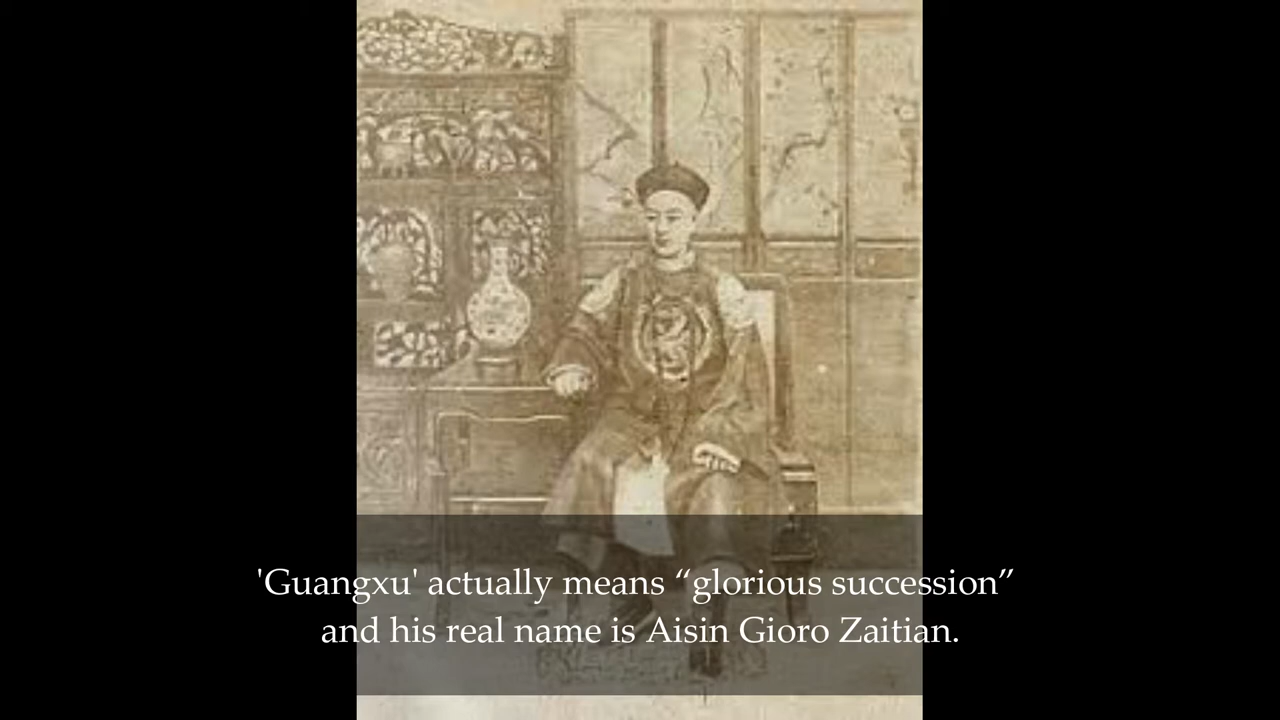 'Guangxu' actually means “glorious succession”
and his real name is Aisin Gioro Zaitian.